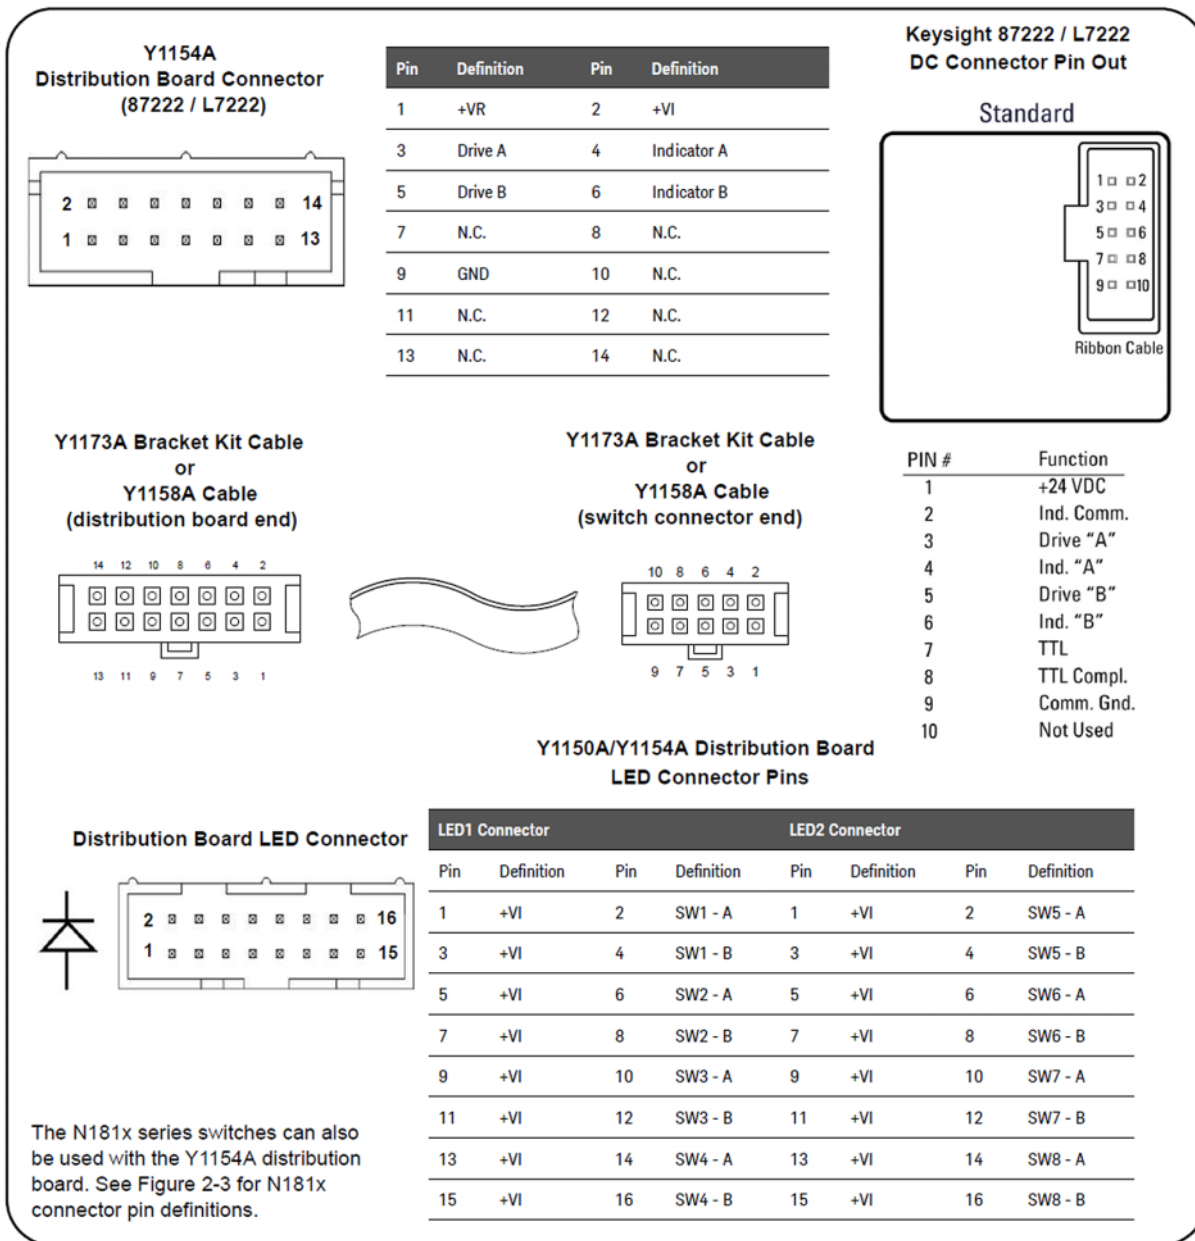 Y1154A
Distribution Board Connector
(87222 / L7222)
2 14
1 13
Pin Definition Pin Definition
1 +VR 2 +VI
3 Drive A 4 Indicator A
5 Drive B 6 Indicator B
7 N.C. 8 N.C.
9 GND 10 N.C.
11 N.C. 12 N.C.
13 N.C. 14 N.C.
Keysight 87222 / L7222
DC Connector Pin Out
Standard
1 2
3 4
5 6
7 8
9 10
Ribbon Cable
Y1173A Bracket Kit Cable
or
Y1158A Cable
(distribution board end)
14 12 10 8 6 4 2
13 11 9 7 5 3 1
Y1173A Bracket Kit Cable
or
Y1158A Cable
(switch connector end)
10 8 6 4 2
9 7 5 3 1
PIN # Function
1 +24 VDC
2 Ind. Comm.
3 Drive “A”
4 Ind. “A”
5 Drive “B”
6 Ind. “B”
7 TTL
8 TTL Compl.
9 Comm. Gnd.
10 Not Used
Y1150A/Y1154A Distribution Board
LED Connector Pins
Distribution Board LED Connector
2 16
1 15
LED1 Connector LED2 Connector
Pin Definition Pin Definition Pin Definition Pin Definition
1 +VI 2 SW1 - A 1 +VI 2 SW5 - A
3 +VI 4 SW1 - B 3 +VI 4 SW5 - B
5 +VI 6 SW2 - A 5 +VI 6 SW6 - A
7 +VI 8 SW2 - B 7 +VI 8 SW6 - B
9 +VI 10 SW3 - A 9 +VI 10 SW7 - A
11 +VI 12 SW3 - B 11 +VI 12 SW7 - B
13 +VI 14 SW4 - A 13 +VI 14 SW8 - A
15 +VI 16 SW4 - B 15 +VI 16 SW8 - B
The N181x series switches can also
be used with the Y1154A distribution
board. See Figure 2-3 for N181x
connector pin definitions.